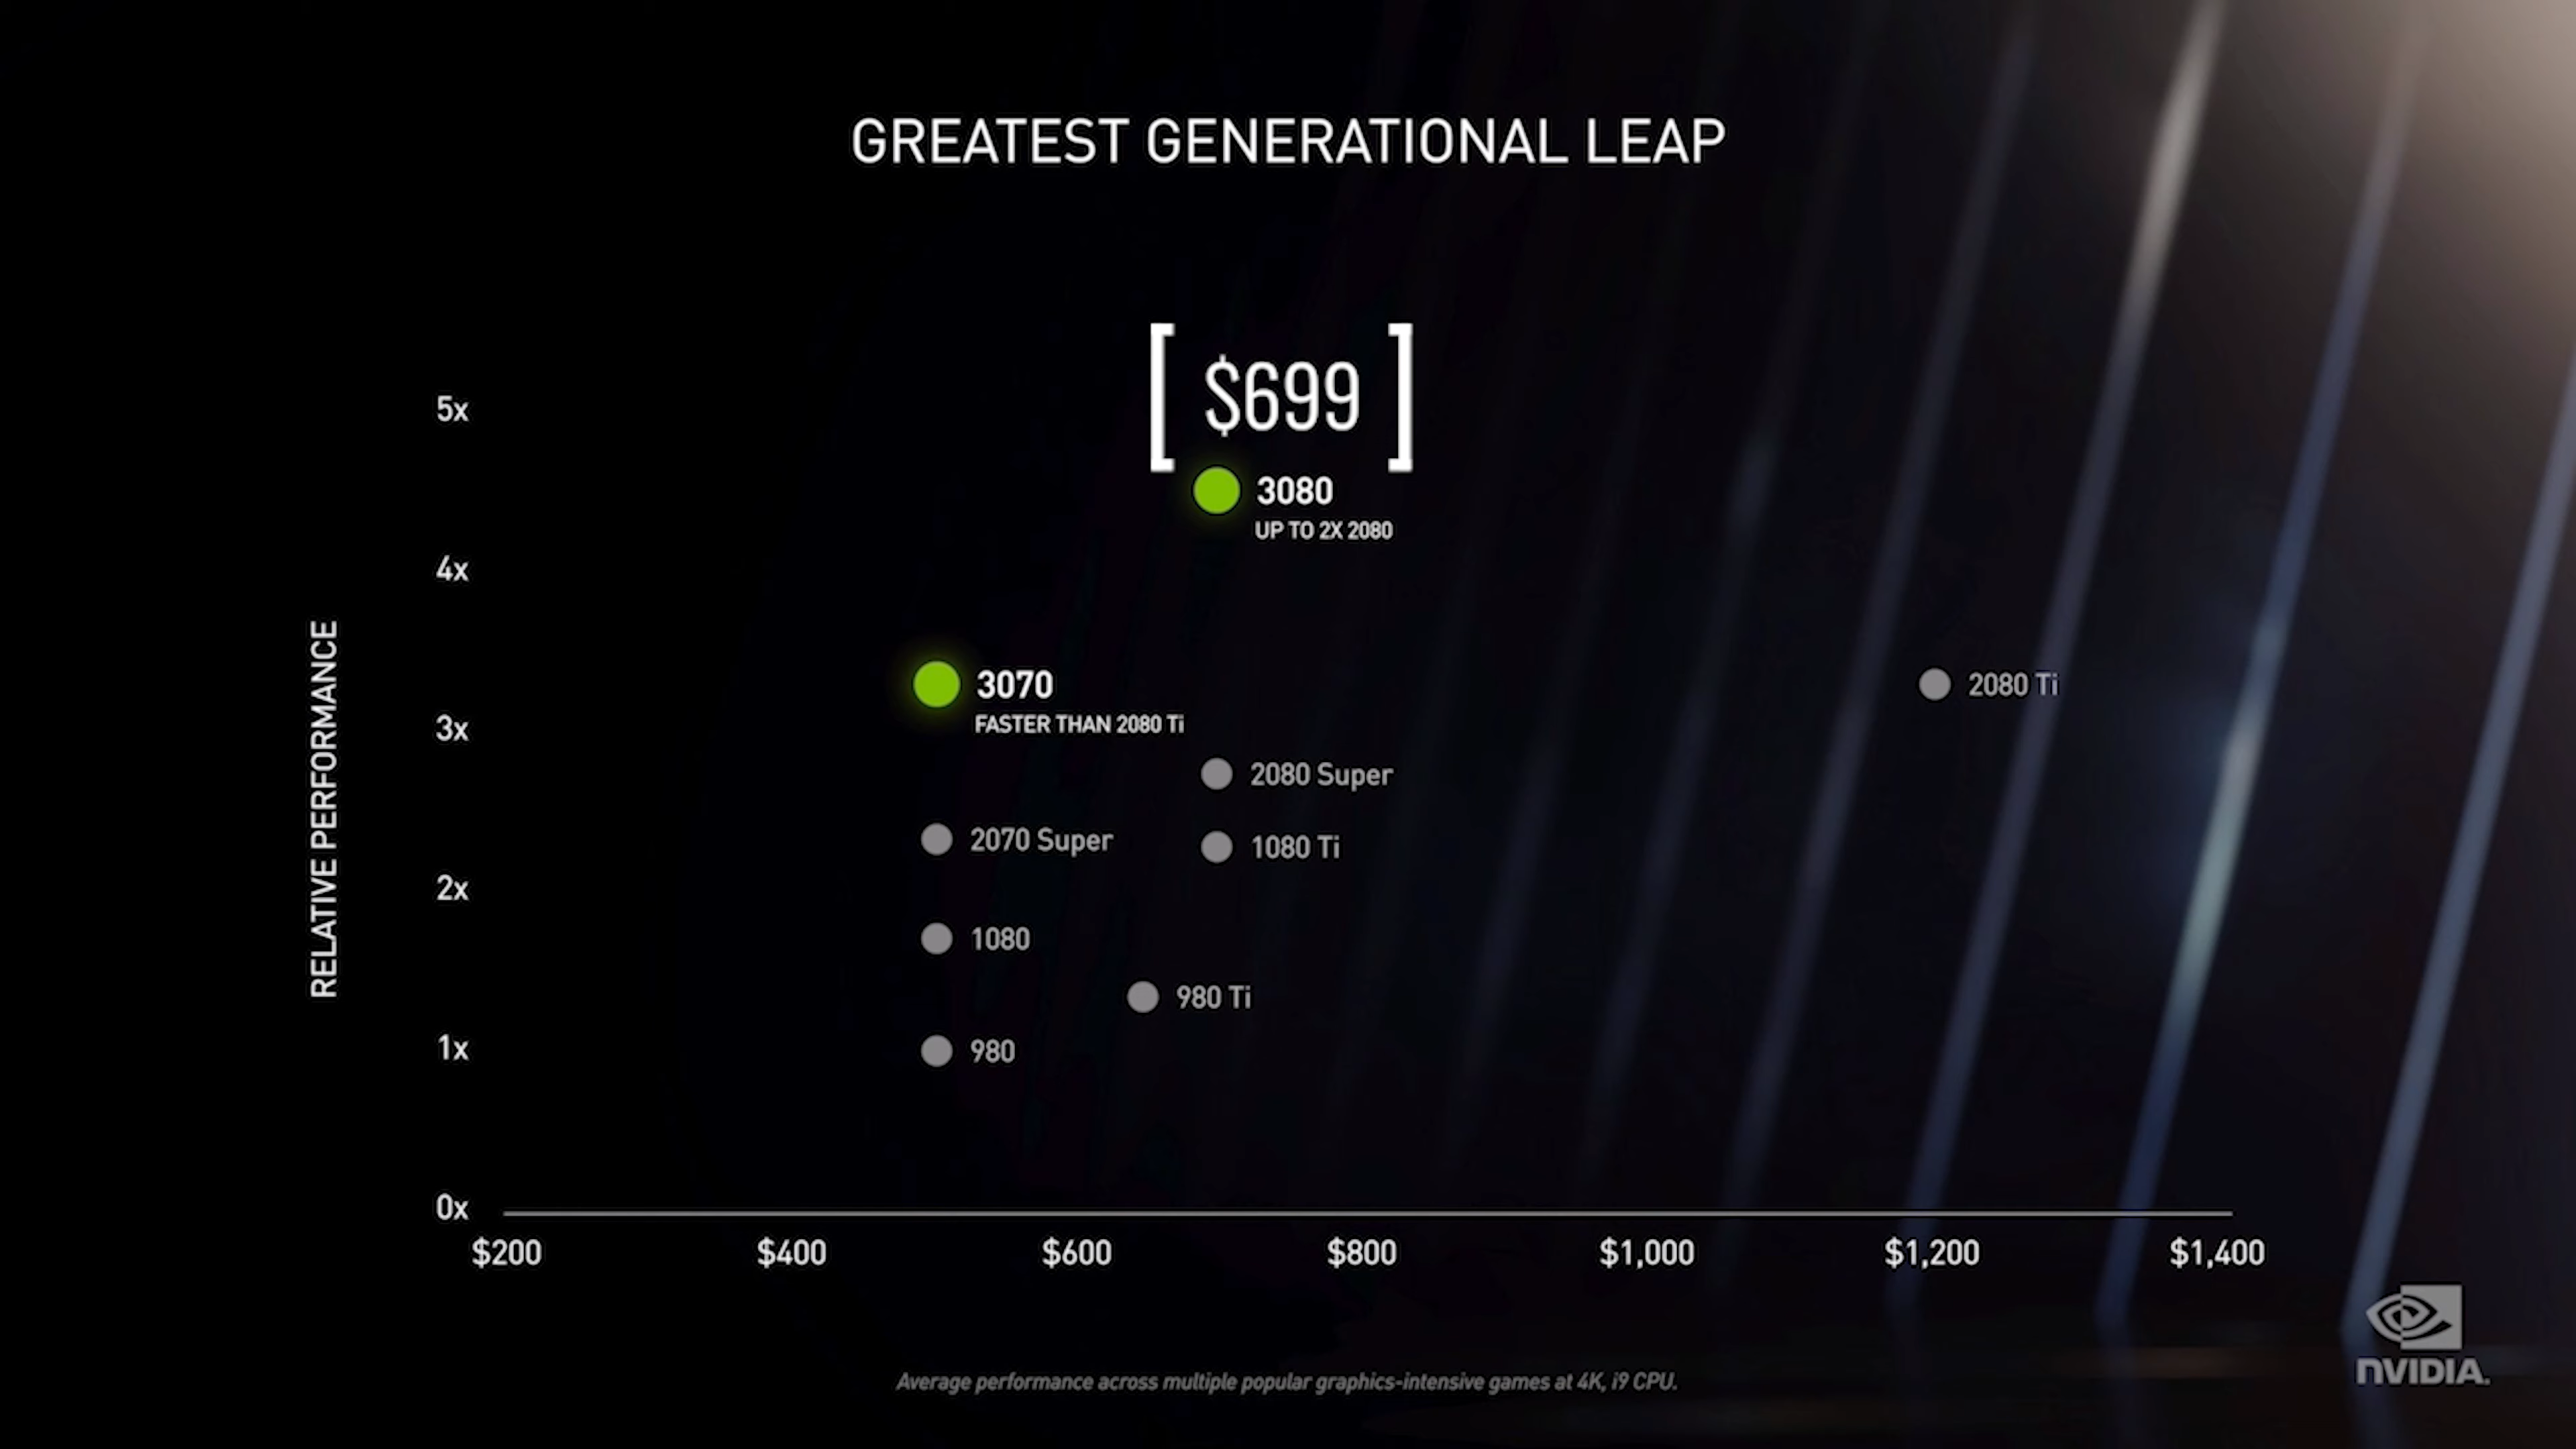 GREATEST GENERATIONAL LEAP
[ $699 ]
5x
3080
UP TO 2X 2080
4x
3070
FASTER THAN 2080 Ti
2080 Ti
3x
2080 Super
2070 Super
1080 Ti
2x
1080
980 Ti
1x
980
0x
RELATIVE PERFORMANCE
$200 $400 $600 $800 $1,000 $1,200 $1,400
Average performance across multiple popular graphics-intensive games at 4K, i9 CPU.
NVIDIA.